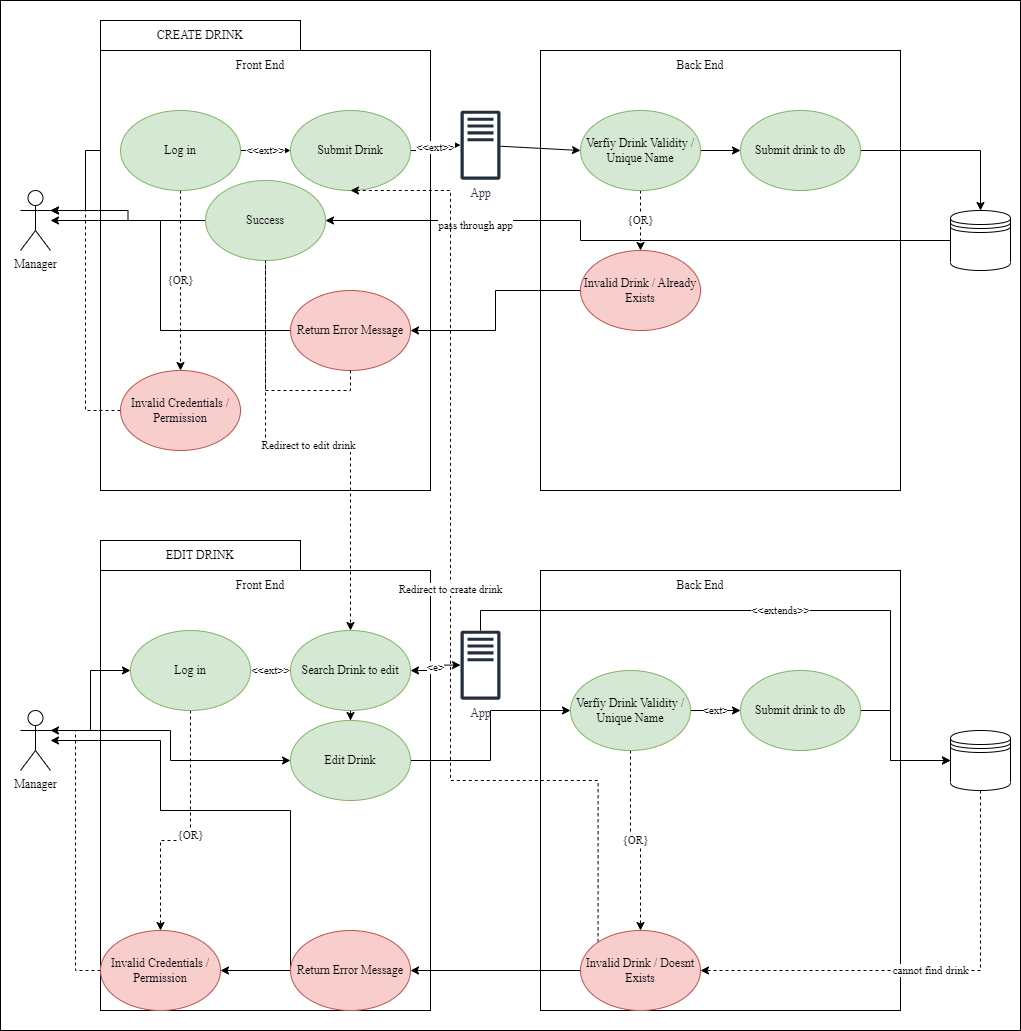 CREATE DRINK
Front End
Back End
Log in
<<ext>>
Submit Drink
<<ext>>
App
Verfiy Drink Validity /
Unique Name
Submit drink to db
Success
pass through app
{OR}
Manager
{OR}
Invalid Drink / Already
Exists
Return Error Message
Invalid Credentials /
Permission
Redirect to edit drink
EDIT DRINK
Front End
Back End
Redirect to create drink
<<extends>>
Log in
<<ext>>
Search Drink to edit
<e>
App
Verfiy Drink Validity /
Unique Name
<ext>
Submit drink to db
Edit Drink
Manager
{OR}
{OR}
Invalid Credentials /
Permission
Return Error Message
Invalid Drink / Doesnt
Exists
cannot find drink